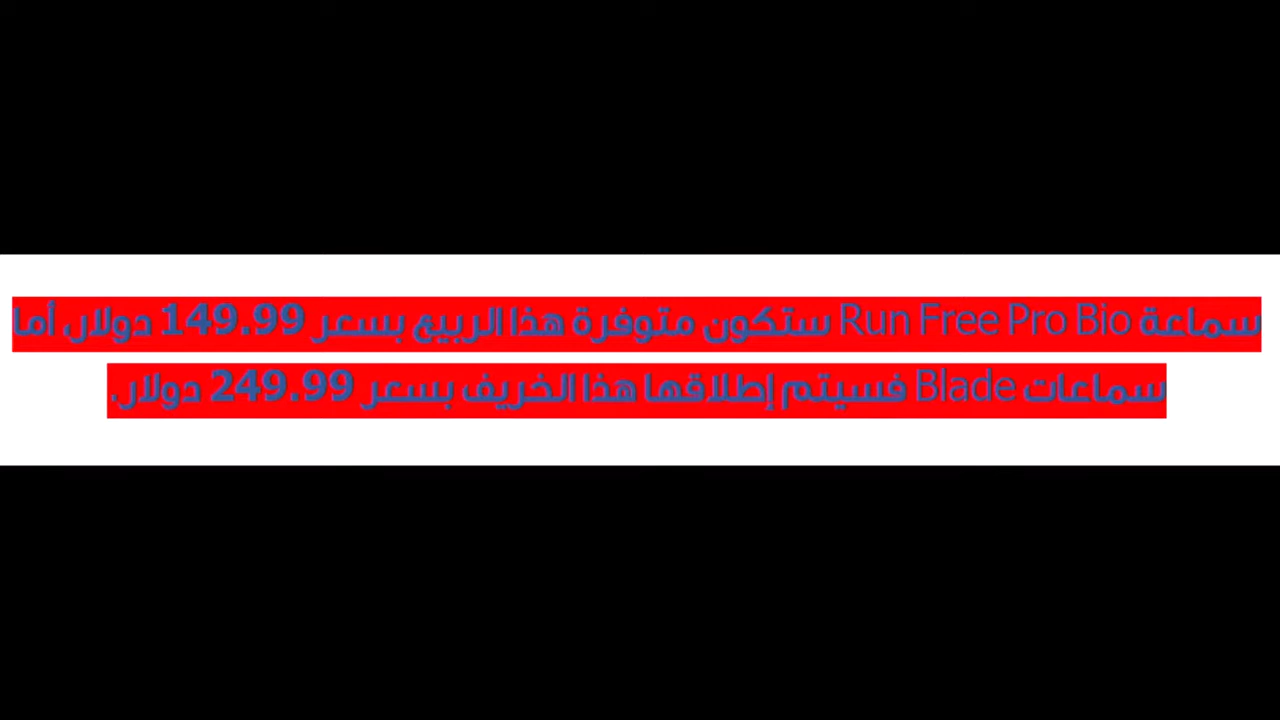 سماعة Run Free Pro Bio ستكون متوفرة هذا الربيع بسعر 149.99 دولار، أما
سماعات Blade فسيتم إطلاقها هذا الخريف بسعر 249.99 دولار.